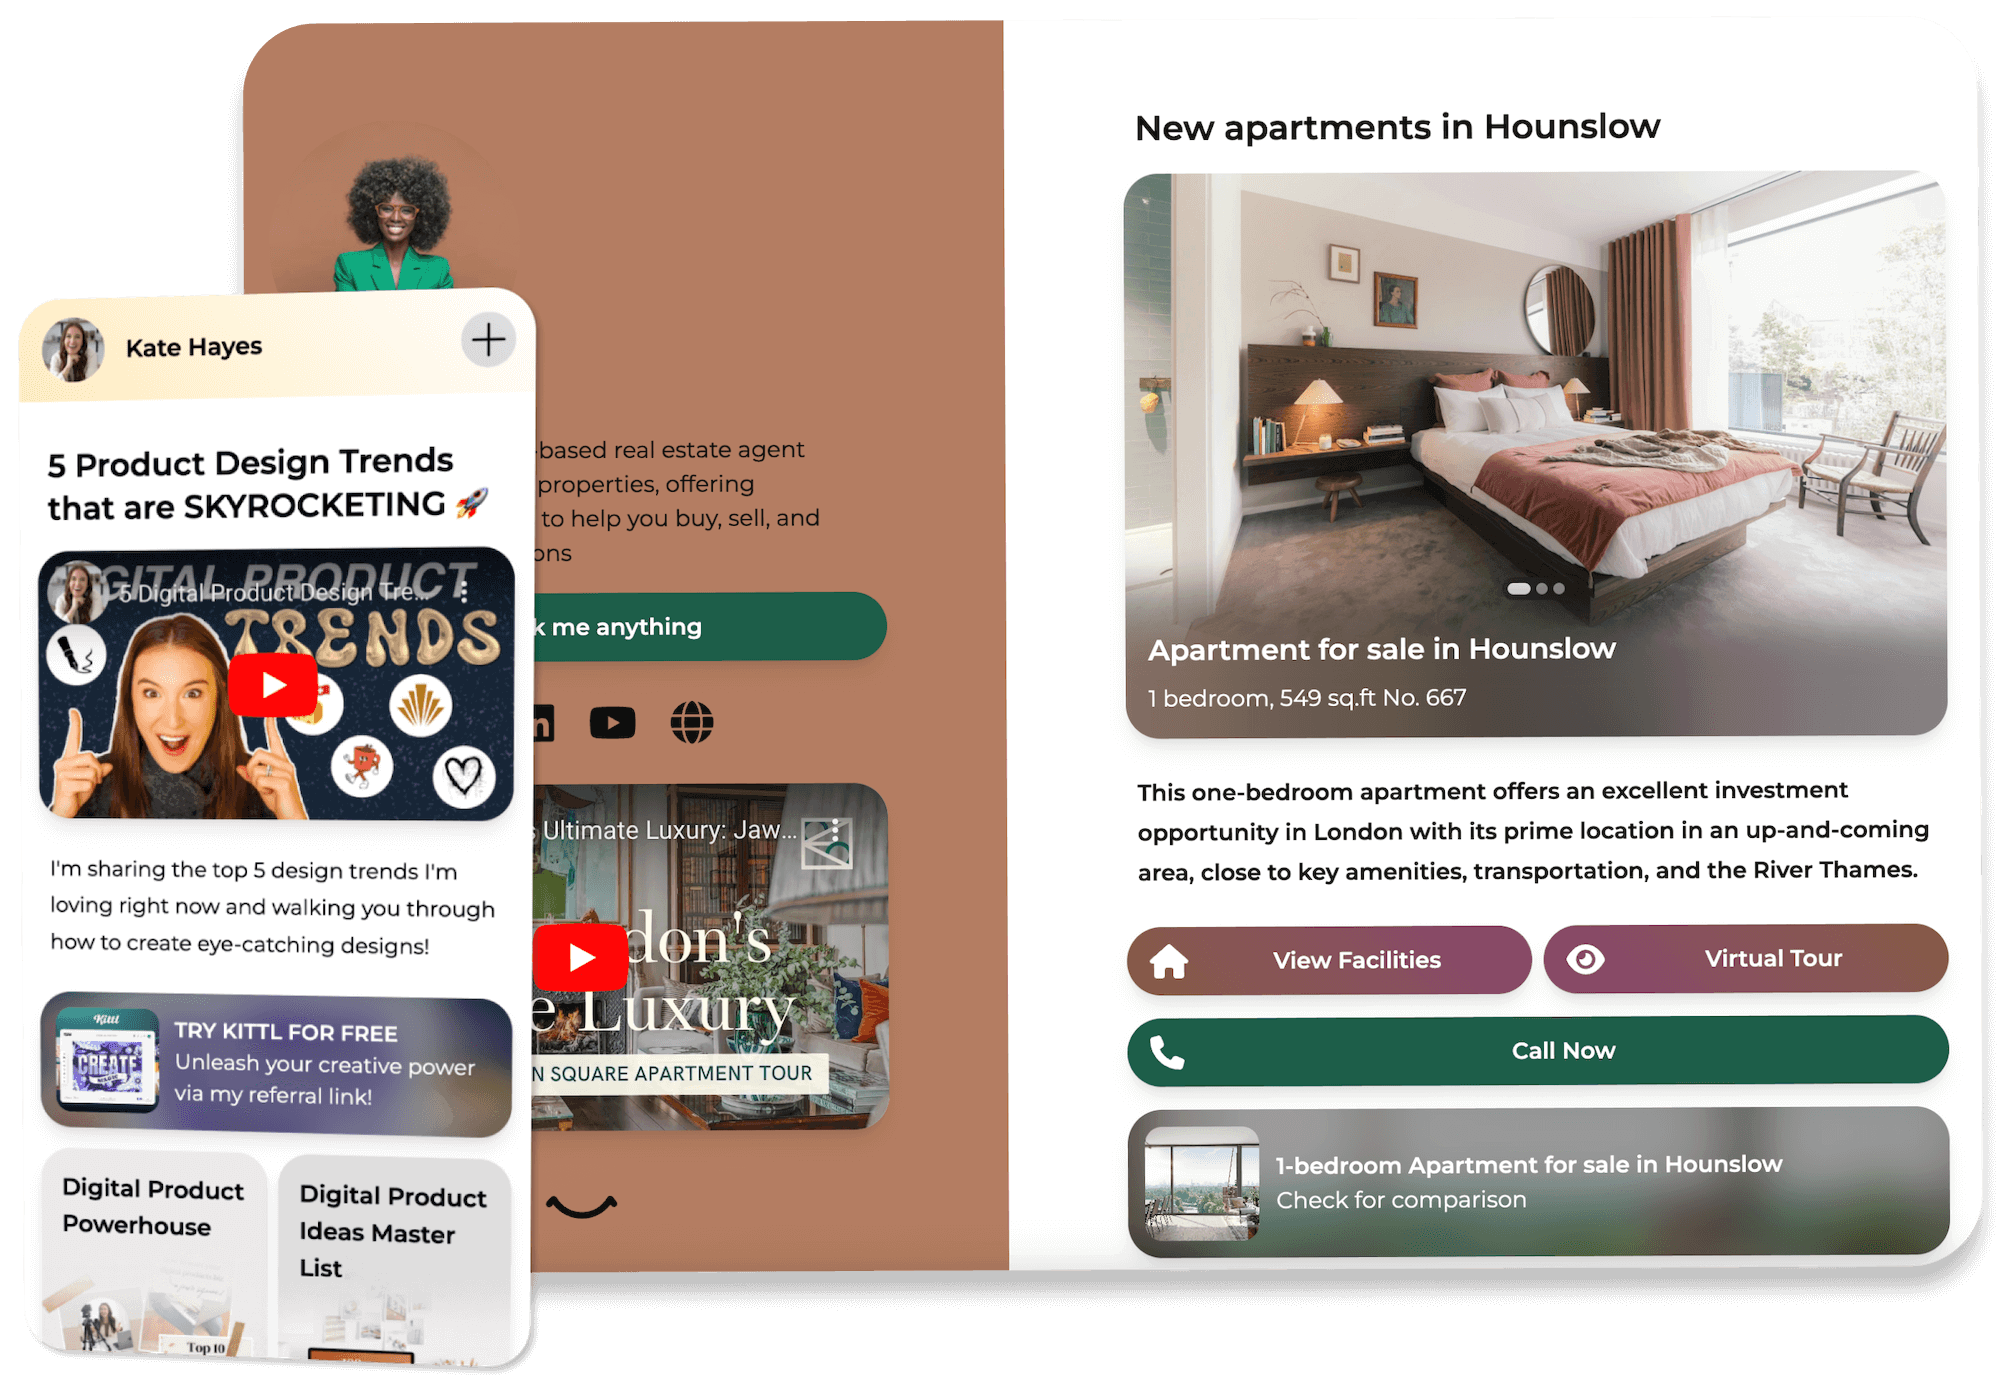 Kate Hayes
5 Product Design Trends
that are SKYROCKETING 🚀
DIGITAL PRODUCT
5 Digital Product Design Tre...
TRENDS
I'm sharing the top 5 design trends I'm
loving right now and walking you through
how to create eye-catching designs!
Kittl
CREATE
TRY KITTL FOR FREE
Unleash your creative power
via my referral link!
Digital Product
Powerhouse
Top 10
Digital Product
Ideas Master
List
-based real estate agent
properties, offering
to help you buy, sell, and
ons
k me anything
in
s Ultimate Luxury: Jaw...
don's
e Luxury
N SQUARE APARTMENT TOUR
New apartments in Hounslow
Apartment for sale in Hounslow
1 bedroom, 549 sq.ft No. 667
This one-bedroom apartment offers an excellent investment
opportunity in London with its prime location in an up-and-coming
area, close to key amenities, transportation, and the River Thames.
View Facilities
Virtual Tour
Call Now
1-bedroom Apartment for sale in Hounslow
Check for comparison